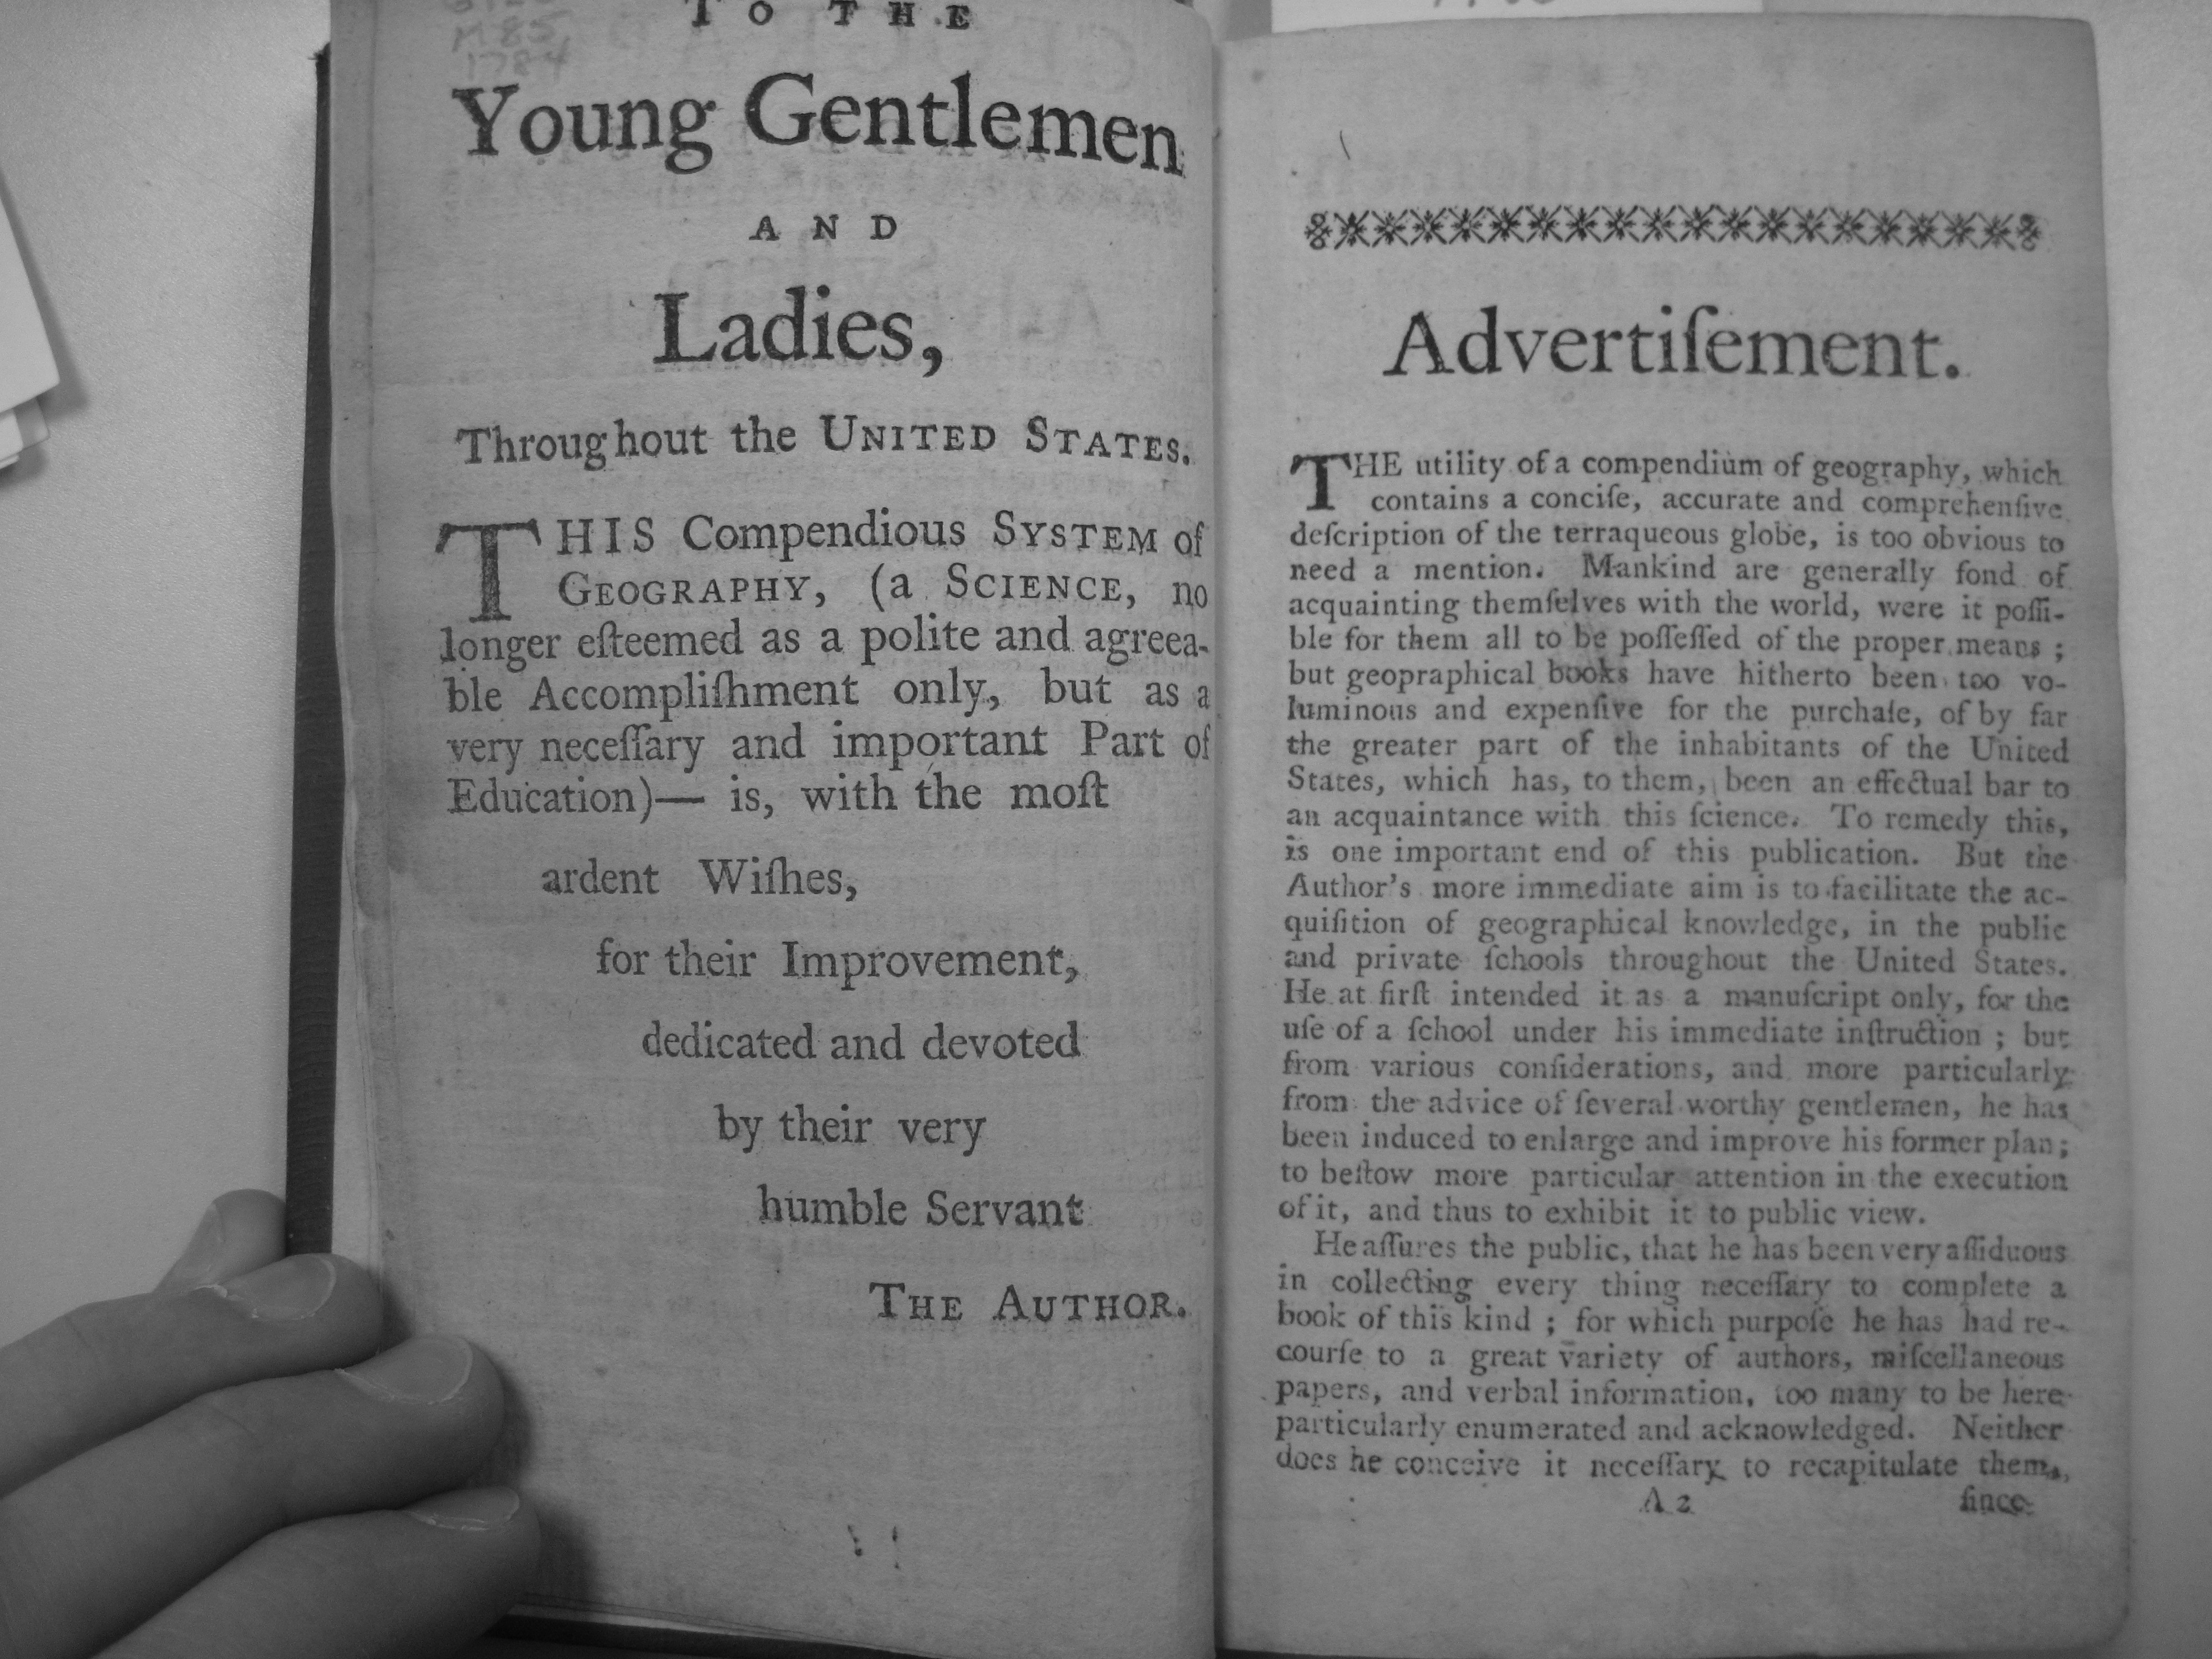 M85
1784
TO THE
Young Gentlemen
AND
Ladies,
Throughout the UNITED STATES.
THIS Compendious SYSTEM of
GEOGRAPHY, (a SCIENCE, no
longer eſteemed as a polite and agreea-
ble Accompliſhment only, but as a
very neceſſary and important Part of
Education)— is, with the moſt
ardent Wiſhes,
for their Improvement,
dedicated and devoted
by their very
humble Servant
THE AUTHOR.
Advertiſement.
THE utility of a compendium of geography, which
contains a conciſe, accurate and comprehenſive
deſcription of the terraqueous globe, is too obvious to
need a mention. Mankind are generally fond of
acquainting themſelves with the world, were it poſſi-
ble for them all to be poſſeſſed of the proper means ;
but geopraphical books have hitherto been too vo-
luminous and expenſive for the purchaſe, of by far
the greater part of the inhabitants of the United
States, which has, to them, been an effectual bar to
an acquaintance with this ſcience. To remedy this,
is one important end of this publication. But the
Author's more immediate aim is to facilitate the ac-
quiſition of geographical knowledge, in the public
and private ſchools throughout the United States.
He at firſt intended it as a manuſcript only, for the
uſe of a ſchool under his immediate inſtruction ; but
from various conſiderations, and more particularly
from the advice of ſeveral worthy gentlemen, he has
been induced to enlarge and improve his former plan;
to beſtow more particular attention in the execution
of it, and thus to exhibit it to public view.
He aſſures the public, that he has been very aſſiduous
in collecting every thing neceſſary to complete a
book of this kind ; for which purpoſe he has had re-
courſe to a great variety of authors, miſcellaneous
papers, and verbal information, too many to be here
particularly enumerated and acknowledged. Neither
does he conceive it neceſſary to recapitulate them,
A 2 ſince